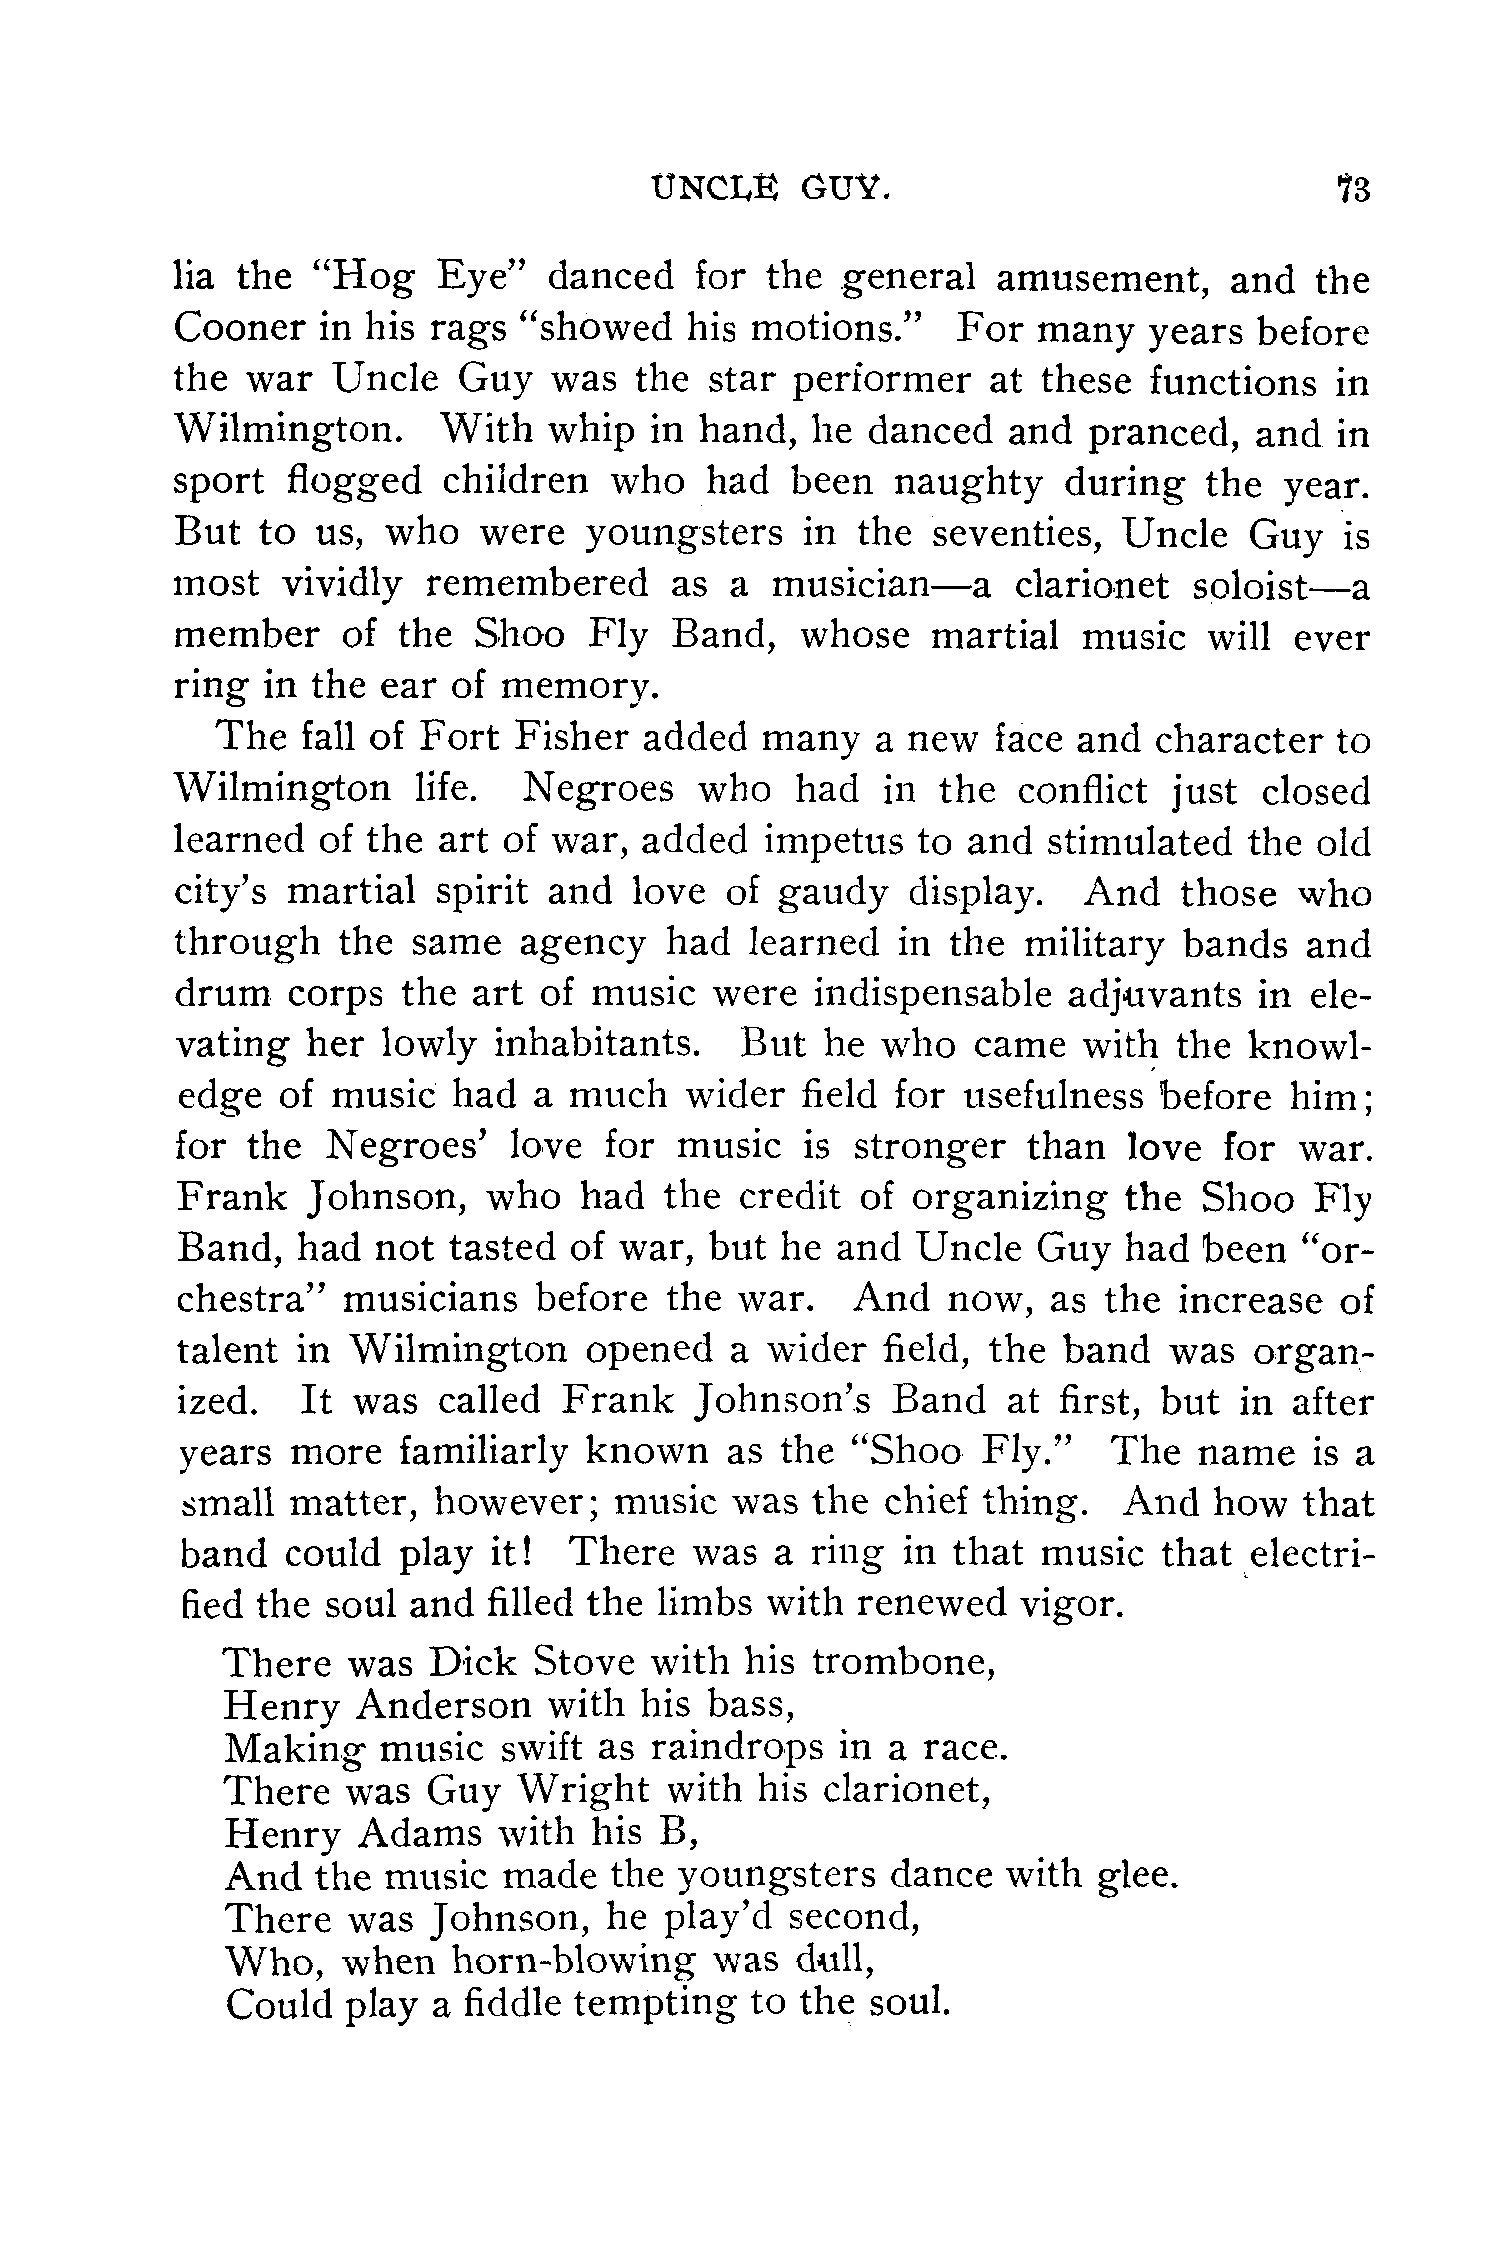 UNCLE GUY. 73
lia the “Hog Eye” danced for the general amusement, and the
Cooner in his rags “showed his motions.” For many years before
the war Uncle Guy was the star performer at these functions in
Wilmington. With whip in hand, he danced and pranced, and in
sport flogged children who had been naughty during the year.
But to us, who were youngsters in the seventies, Uncle Guy is
most vividly remembered as a musician—a clarionet soloist—a
member of the Shoo Fly Band, whose martial music will ever
ring in the ear of memory.
The fall of Fort Fisher added many a new face and character to
Wilmington life. Negroes who had in the conflict just closed
learned of the art of war, added impetus to and stimulated the old
city’s martial spirit and love of gaudy display. And those who
through the same agency had learned in the military bands and
drum corps the art of music were indispensable adjuvants in ele-
vating her lowly inhabitants. But he who came with the knowl-
edge of music had a much wider field for usefulness before him;
for the Negroes’ love for music is stronger than love for war.
Frank Johnson, who had the credit of organizing the Shoo Fly
Band, had not tasted of war, but he and Uncle Guy had been “or-
chestra” musicians before the war. And now, as the increase of
talent in Wilmington opened a wider field, the band was organ-
ized. It was called Frank Johnson’s Band at first, but in after
years more familiarly known as the “Shoo Fly.” The name is a
small matter, however; music was the chief thing. And how that
band could play it! There was a ring in that music that electri-
fied the soul and filled the limbs with renewed vigor.
There was Dick Stove with his trombone,
Henry Anderson with his bass,
Making music swift as raindrops in a race.
There was Guy Wright with his clarionet,
Henry Adams with his B,
And the music made the youngsters dance with glee.
There was Johnson, he play’d second,
Who, when horn-blowing was dull,
Could play a fiddle tempting to the soul.